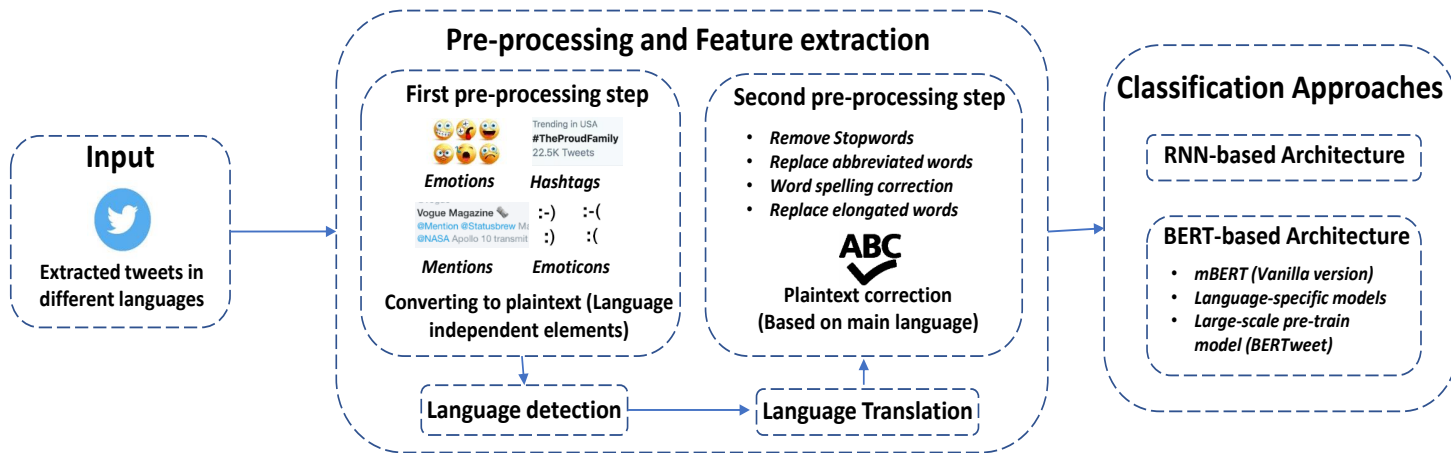 Input
Extracted tweets in
different languages
Pre-processing and Feature extraction
First pre-processing step
Emotions
Trending in USA
#TheProudFamily
22.5K Tweets
Hashtags
Vogue Magazine
@Mention @Statusbrew
@NASA Apollo 10 transmit
Mentions
:-) :-(
:) :(
Emoticons
Converting to plaintext (Language
independent elements)
Language detection
Language Translation
Second pre-processing step
• Remove Stopwords
• Replace abbreviated words
• Word spelling correction
• Replace elongated words
ABC
Plaintext correction
(Based on main language)
Classification Approaches
RNN-based Architecture
BERT-based Architecture
• mBERT (Vanilla version)
• Language-specific models
• Large-scale pre-train
model (BERTweet)